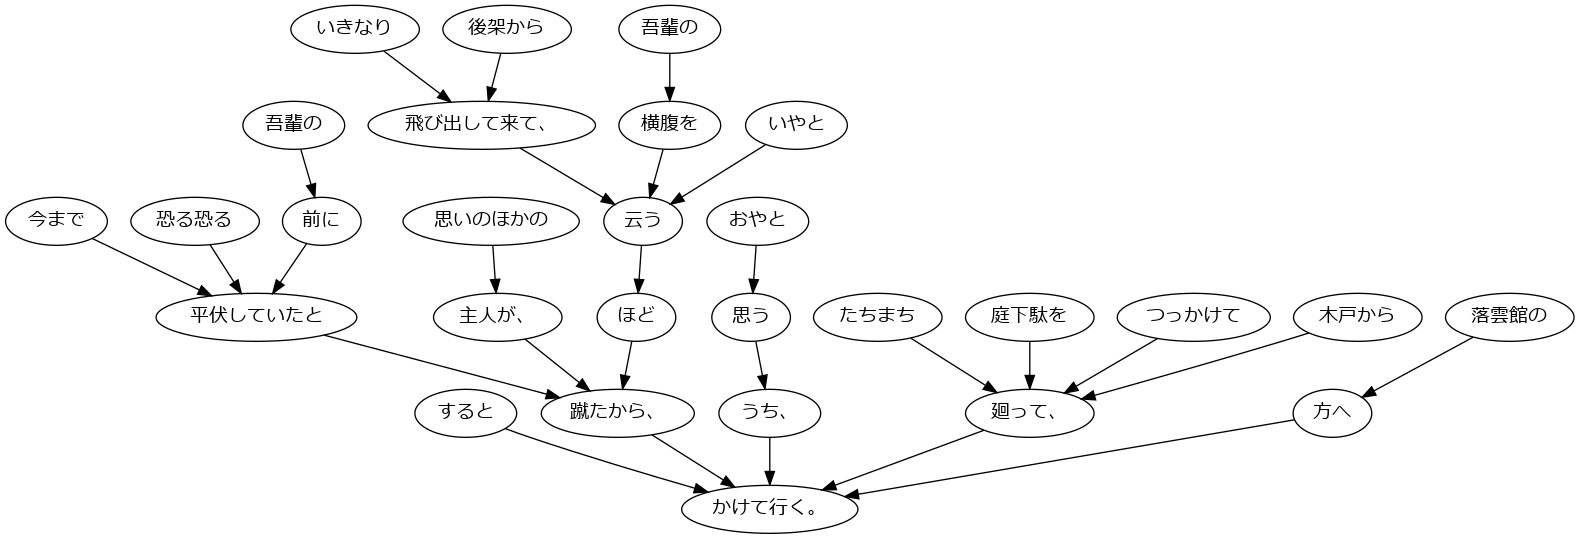 いきなり
後架から
吾輩の
吾輩の
飛び出して来て、
横腹を
いやと
今まで
恐る恐る
前に
思いのほかの
云う
おやと
平伏していたと
主人が、
ほど
思う
たちまち
庭下駄を
つっかけて
木戸から
落雲館の
すると
蹴たから、
うち、
廻って、
方へ
かけて行く。